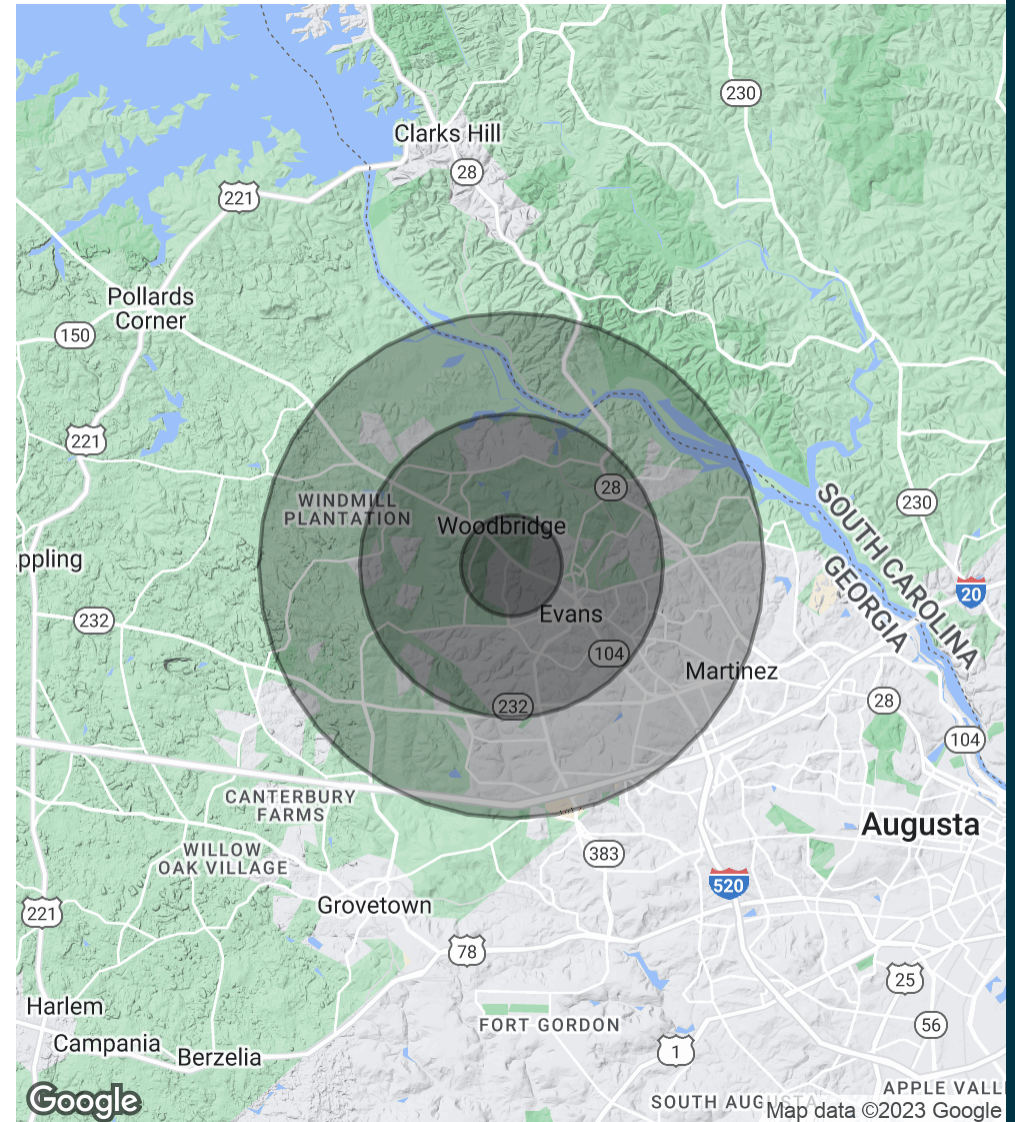 230
Clarks Hill
28
221
Pollards
Corner
150
221
WINDMILL
PLANTATION
28
230
Woodbridge
SOUTH CAROLINA
GEORGIA
ppling
20
232
Evans
104
Martinez
232
28
104
CANTERBURY
FARMS
Augusta
WILLOW
OAK VILLAGE
383
520
Grovetown
221
78
25
Harlem
FORT GORDON
56
Campania
Berzelia
1
APPLE VALL
SOUTH AUGUSTA
Google
Map data ©2023 Google